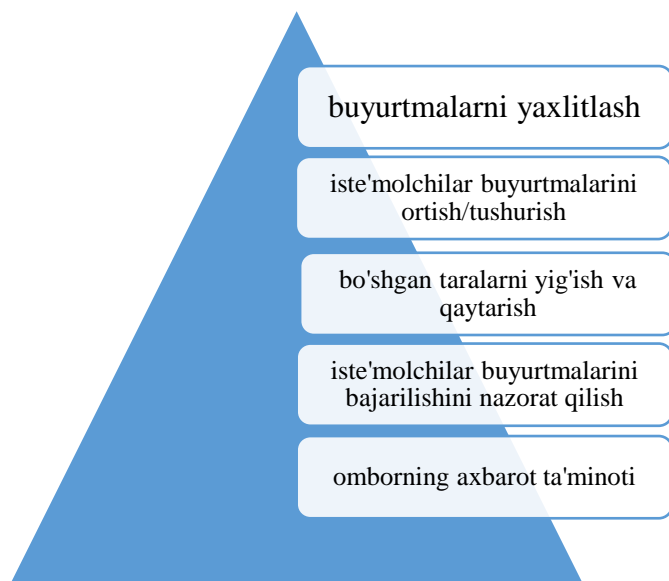 buyurtmalarni yaxlitlash
iste'molchilar buyurtmalarini
ortish/tushurish
bo'shgan taralarni yig'ish va
qaytarish
iste'molchilar buyurtmalarini
bajarilishini nazorat qilish
omborning axbarot ta'minoti